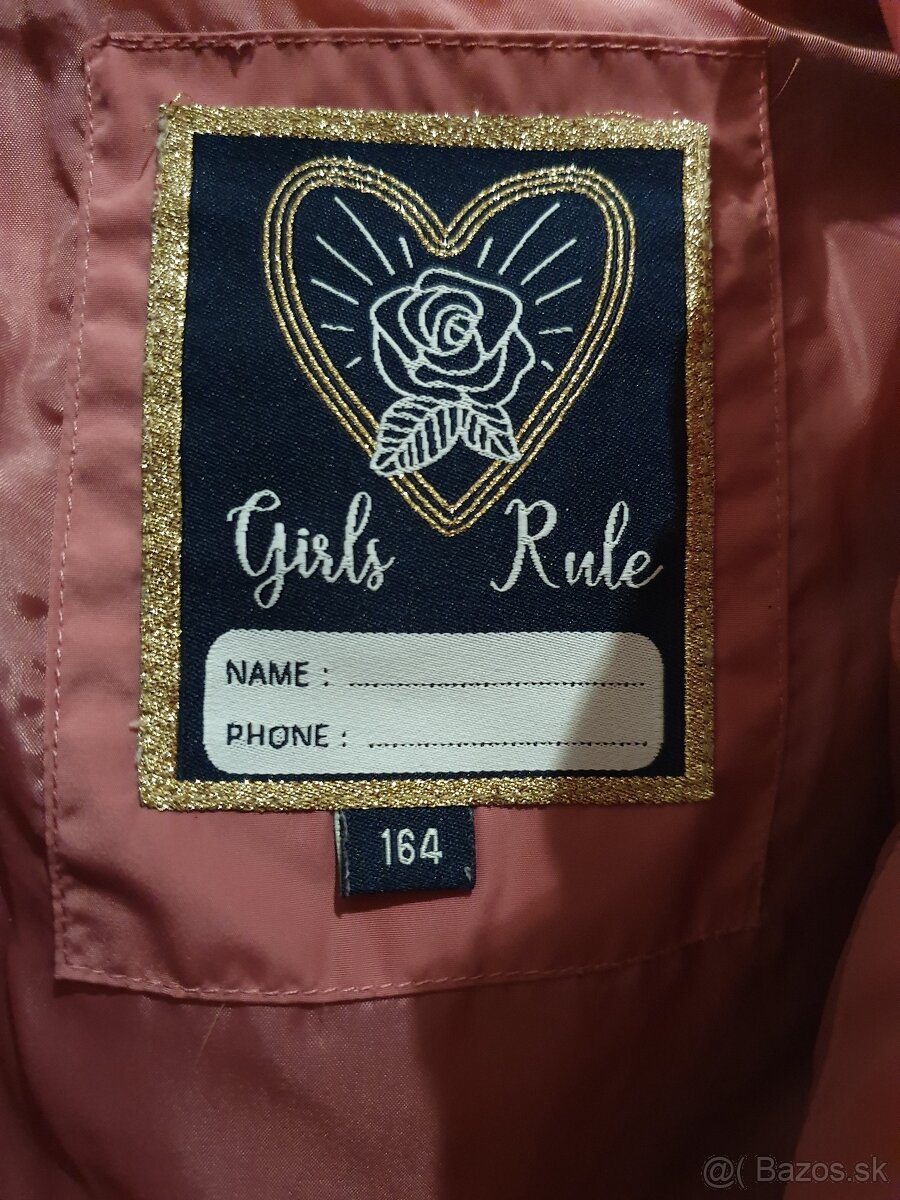 Girls Rule
NAME : ........................................
PHONE : ........................................
164
@( Bazos.sk